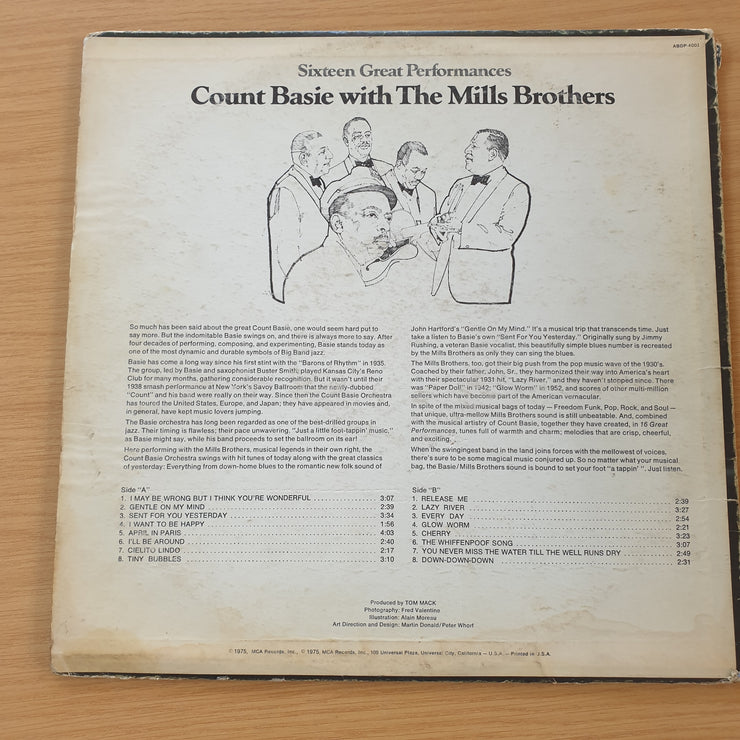 ABDP-4002
Sixteen Great Performances
Count Basie with The Mills Brothers
So much has been said about the great Count Basie, one would seem hard put to
say more. But the indomitable Basie swings on, and there is always more to say. After
four decades of performing, composing, and experimenting, Basie stands today as
one of the most dynamic and durable symbols of Big Band jazz.
Basie has come a long way since his first stint with the "Barons of Rhythm" in 1935.
The group, led by Basie and saxophonist Buster Smith, played Kansas City's Reno
Club for many months, gathering considerable recognition. But it wasn't until their
1938 smash performance at New York's Savoy Ballroom that the newly-dubbed
"Count" and his band were really on their way. Since then the Count Basie Orchestra
has toured the United States, Europe, and Japan; they have appeared in movies and,
in general, have kept music lovers jumping.
The Basie orchestra has long been regarded as one of the best-drilled groups in
jazz. Their timing is flawless; their pace unwavering. "Just a little foot-tappin' music,"
as Basie might say, while his band proceeds to set the ballroom on its ear!
Here performing with the Mills Brothers, musical legends in their own right, the
Count Basie Orchestra swings with hit tunes of today along with the great classics
of yesterday: Everything from down-home blues to the romantic new folk sound of
John Hartford's "Gentle On My Mind." It's a musical trip that transcends time. Just
take a listen to Basie's own "Sent For You Yesterday." Originally sung by Jimmy
Rushing, a veteran Basie vocalist, this beautifully simple blues number is recreated
by the Mills Brothers as only they can sing the blues.
The Mills Brothers, too, got their big push from the pop music wave of the 1930's.
Coached by their father, John, Sr., they harmonized their way into America's heart
with their spectacular 1931 hit, "Lazy River," and they haven't stopped since. There
was "Paper Doll" in 1942; "Glow Worm" in 1952, and scores of other multi-million
sellers which have become part of the American vernacular.
In spite of the mixed musical bags of today — Freedom Funk, Pop, Rock, and Soul —
that unique, ultra-mellow Mills Brothers sound is still unbeatable. And, combined
with the musical artistry of Count Basie, together they have created, in 16 Great
Performances, tunes full of warmth and charm; melodies that are crisp, cheerful,
and exciting.
When the swingingest band in the land joins forces with the mellowest of voices,
there's sure to be some magical music conjured up. So no matter what your musical
bag, the Basie/Mills Brothers sound is bound to set your foot "a tappin' ". Just listen.
Side "A"
1. I MAY BE WRONG BUT I THINK YOU'RE WONDERFUL 3:07
2. GENTLE ON MY MIND 2:39
3. SENT FOR YOU YESTERDAY 3:34
4. I WANT TO BE HAPPY 1:56
5. APRIL IN PARIS 4:03
6. I'LL BE AROUND 2:40
7. CIELITO LINDO 2:17
8. TINY BUBBLES 3:10
Side "B"
1. RELEASE ME 2:39
2. LAZY RIVER 3:27
3. EVERY DAY 2:54
4. GLOW WORM 2:21
5. CHERRY 3:23
6. THE WHIFFENPOOF SONG 3:07
7. YOU NEVER MISS THE WATER TILL THE WELL RUNS DRY 2:49
8. DOWN-DOWN-DOWN 2:31
Produced by TOM MACK
Photography: Fred Valentine
Illustration: Alain Moreau
Art Direction and Design: Martin Donald/Peter Whorf
© 1975, MCA Records, Inc., ℗ 1975, MCA Records, Inc., 100 Universal Plaza, Universal City, California — U.S.A. — Printed in U.S.A.